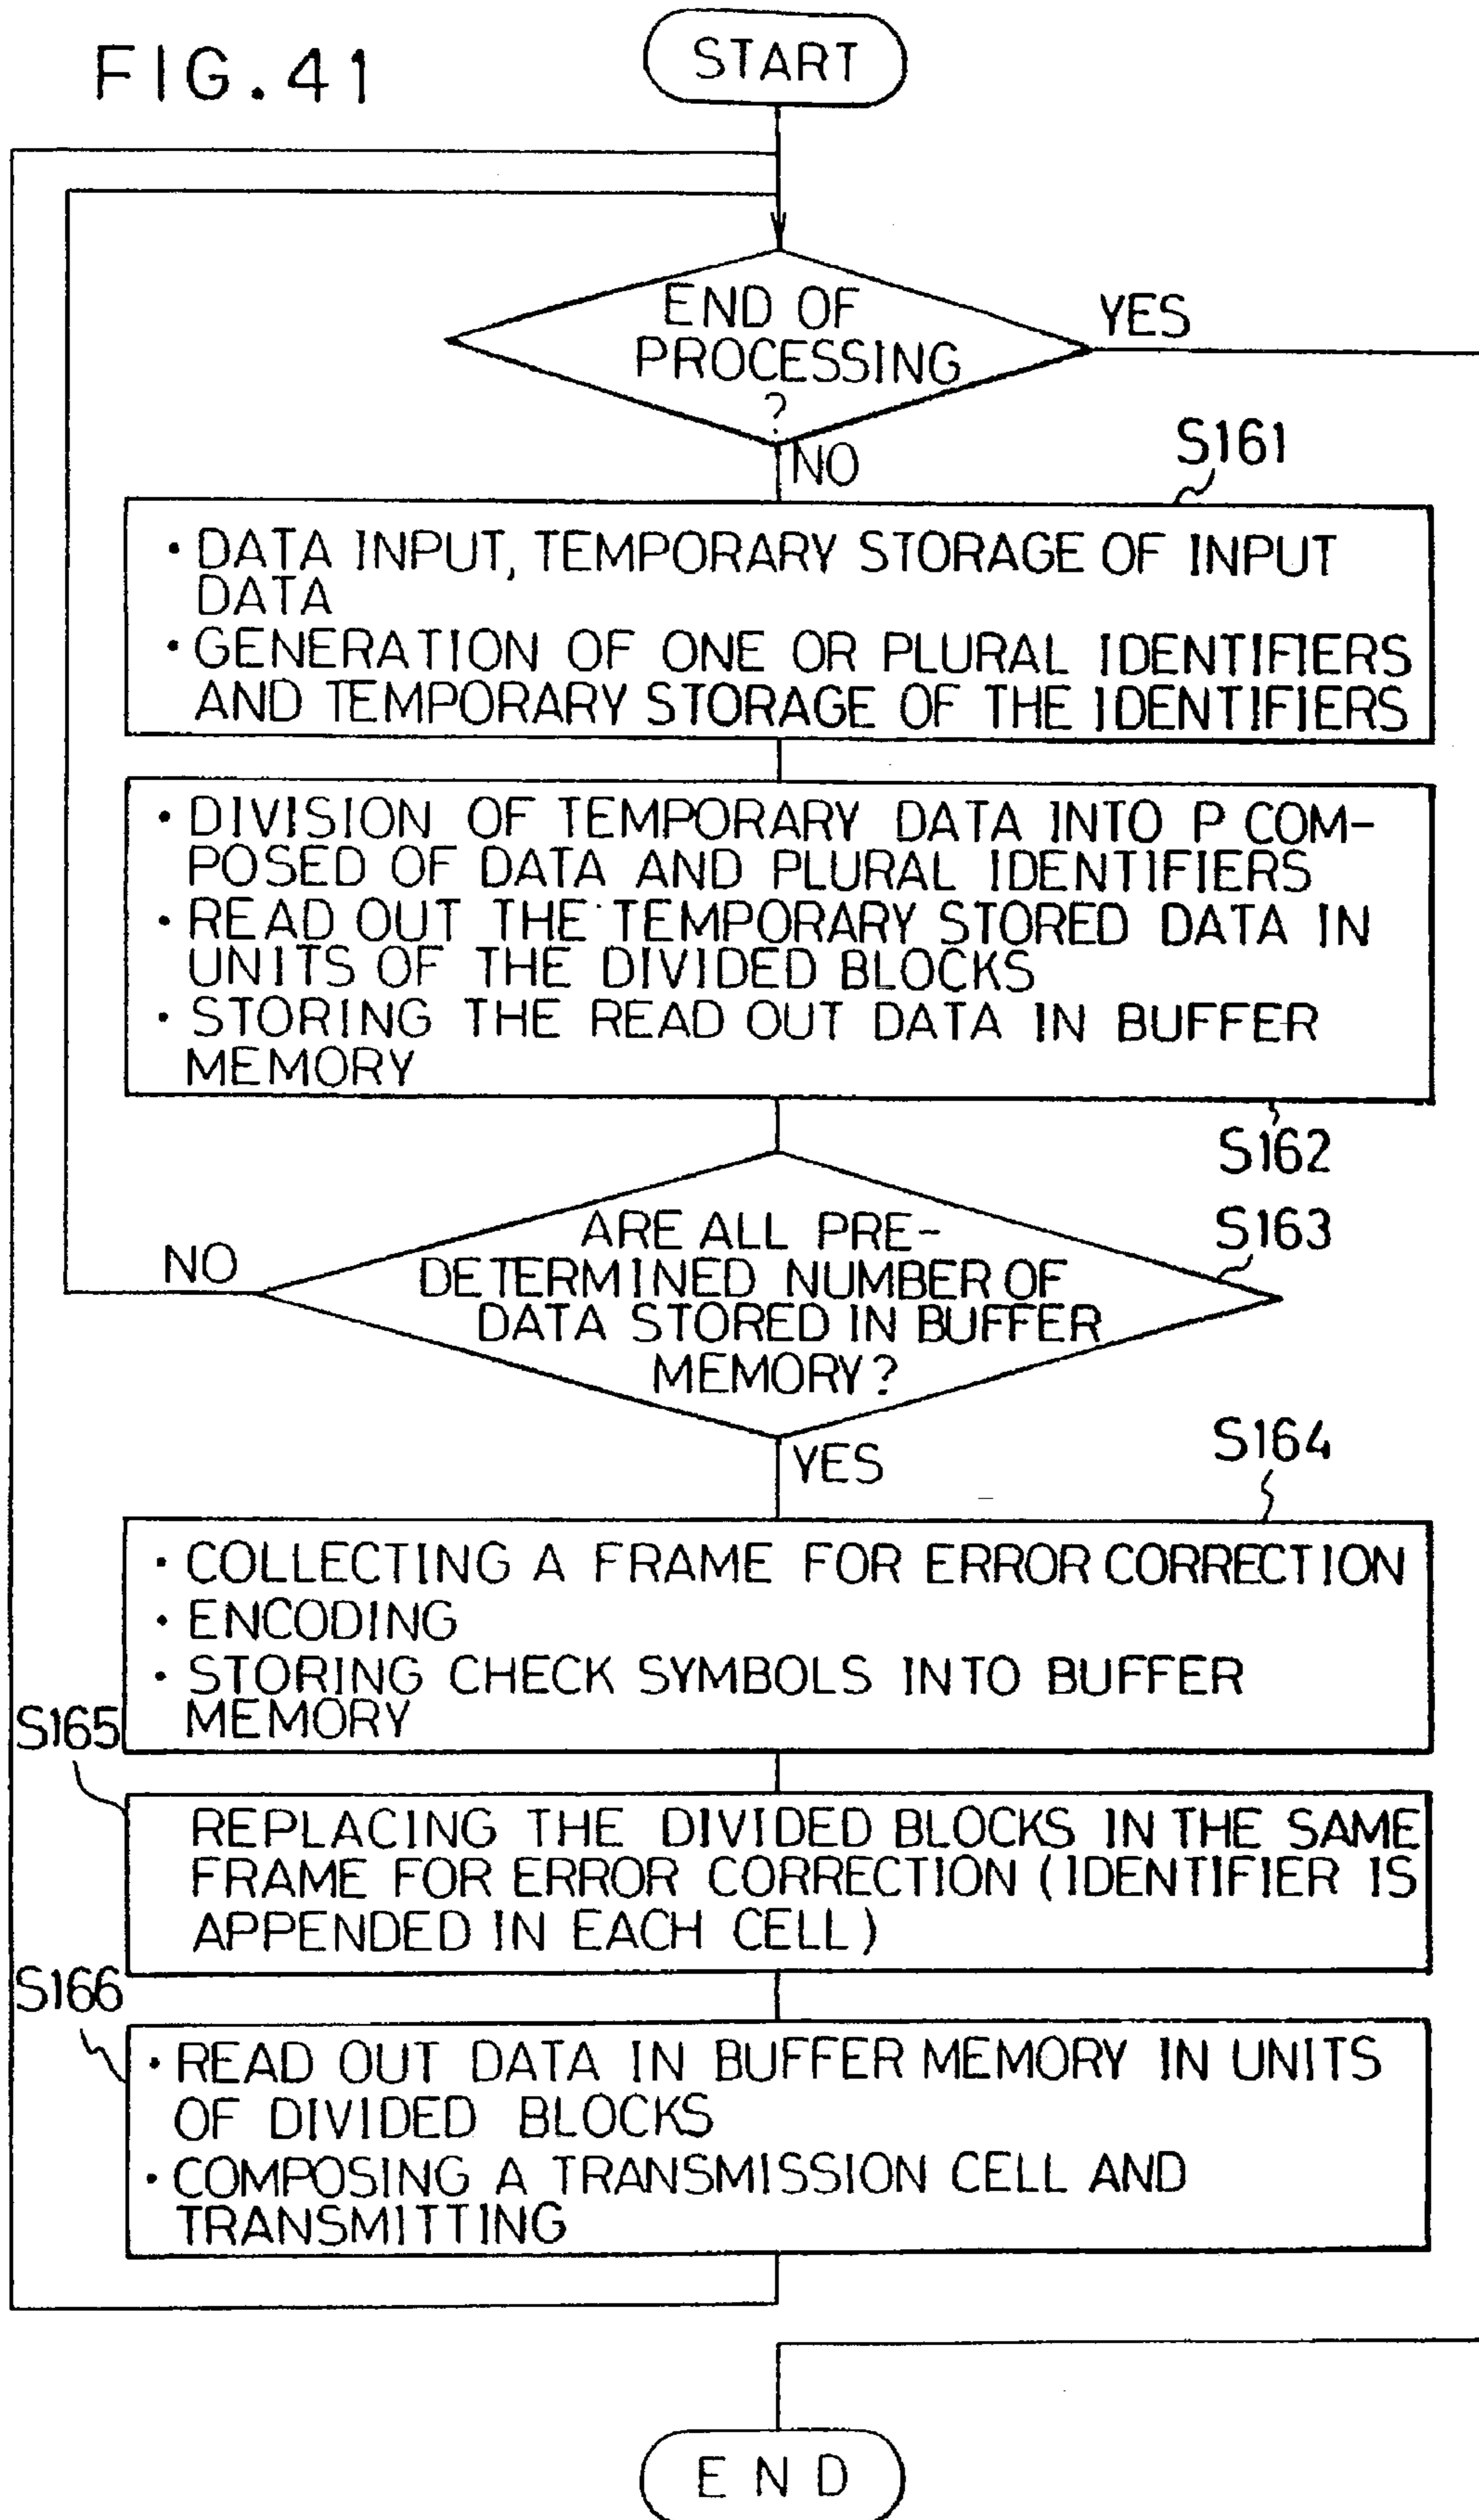 FIG.41
START
END OF
PROCESSING
?
YES
NO
S161
・DATA INPUT, TEMPORARY STORAGE OF INPUT
DATA
・GENERATION OF ONE OR PLURAL IDENTIFIERS
AND TEMPORARY STORAGE OF THE IDENTIFIERS
・DIVISION OF TEMPORARY DATA INTO P COM-
POSED OF DATA AND PLURAL IDENTIFIERS
・READ OUT THE TEMPORARY STORED DATA IN
UNITS OF THE DIVIDED BLOCKS
・STORING THE READ OUT DATA IN BUFFER
MEMORY
S162
S163
ARE ALL PRE-
DETERMINED NUMBER OF
DATA STORED IN BUFFER
MEMORY?
NO
YES
S164
・COLLECTING A FRAME FOR ERROR CORRECTION
・ENCODING
・STORING CHECK SYMBOLS INTO BUFFER
MEMORY
S165
REPLACING THE DIVIDED BLOCKS IN THE SAME
FRAME FOR ERROR CORRECTION (IDENTIFIER IS
APPENDED IN EACH CELL)
S166
・READ OUT DATA IN BUFFER MEMORY IN UNITS
OF DIVIDED BLOCKS
・COMPOSING A TRANSMISSION CELL AND
TRANSMITTING
END